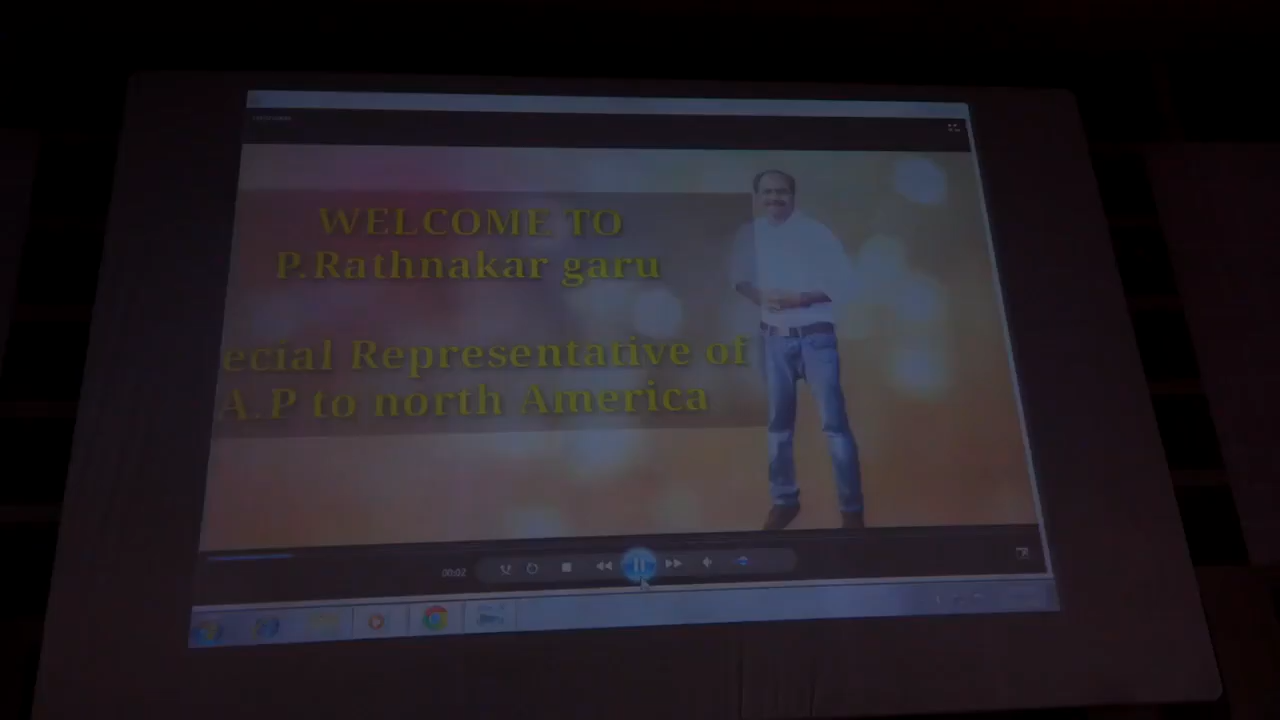 WELCOME TO
P.Rathnakar garu
ecial Representative of
A.P to north America
00:02